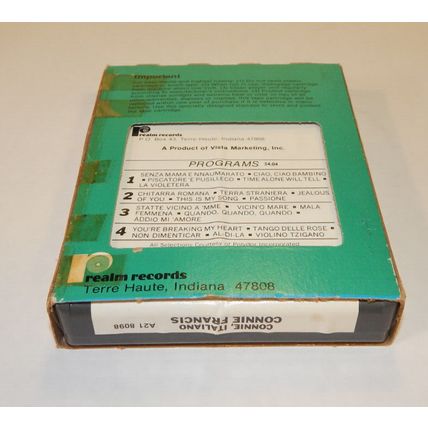 Important
realm records
P.O. Box 43, Terre Haute, Indiana 47808
A Product of Vista Marketing, Inc.
PROGRAMS 54:04
1 SENZA MAMA E NNAUMARATO • CIAO, CIAO BAMBINO
• PISCATORE 'E PUSILLECO • TIME ALONE WILL TELL •
LA VIOLETERA
2 CHITARRA ROMANA • TERRA STRANIERA • JEALOUS
OF YOU • THIS IS MY SONG • PASSIONE
3 STATTE VICINO A 'MME • VICIN'O MARE • MALA
FEMMENA • QUANDO, QUANDO, QUANDO •
ADDIO MI 'AMORE
4 YOU'RE BREAKING MY HEART • TANGO DELLE ROSE •
NON DIMENTICAR • AL-DI-LA • VIOLINO TZIGANO
All Selections Courtesy of Polydor Incorporated
realm records
Terre Haute, Indiana 47808
CONNIE, ITALIANO
CONNIE FRANCIS
A21 8098